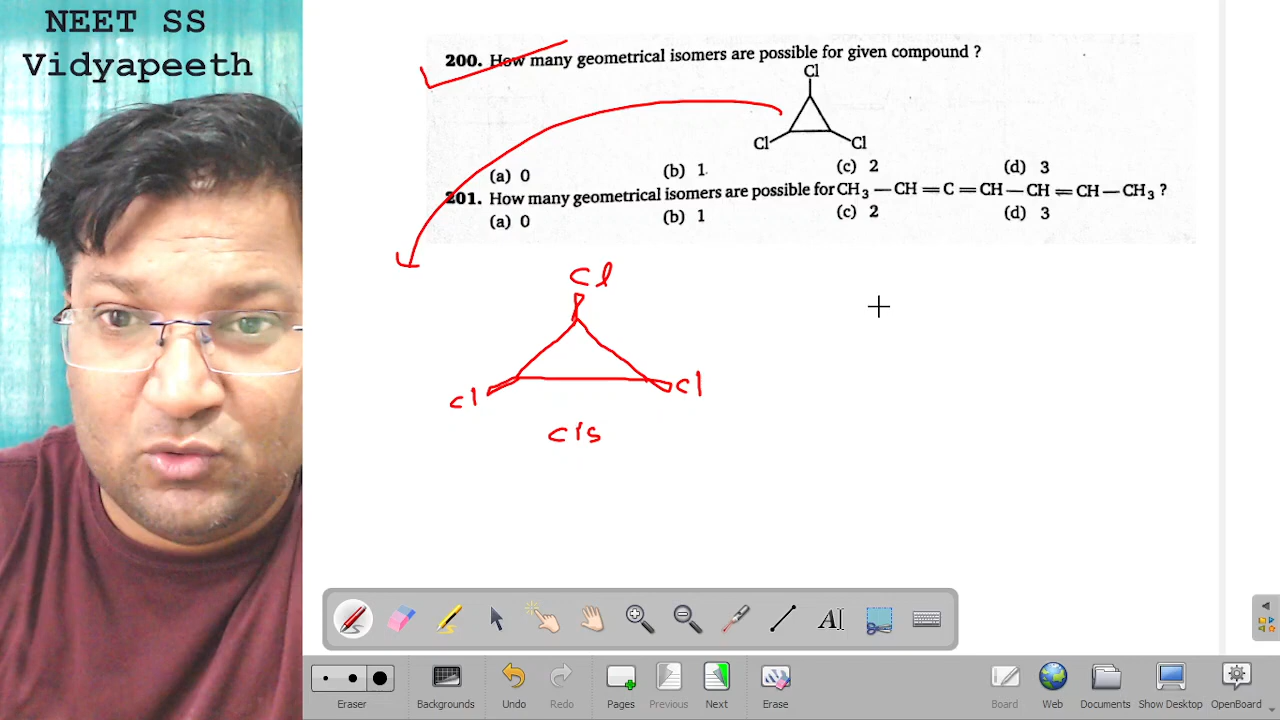 NEET SS
Vidyapeeth
200. How many geometrical isomers are possible for given compound ?
Cl
Cl
Cl
(a) 0 (b) 1 (c) 2 (d) 3
201. How many geometrical isomers are possible for CH3 — CH = C = CH — CH = CH — CH3 ?
(a) 0 (b) 1 (c) 2 (d) 3
Cl
Cl
Cl
cis
Eraser Backgrounds Undo Redo Pages Previous Next Erase Board Web Documents Show Desktop OpenBoard